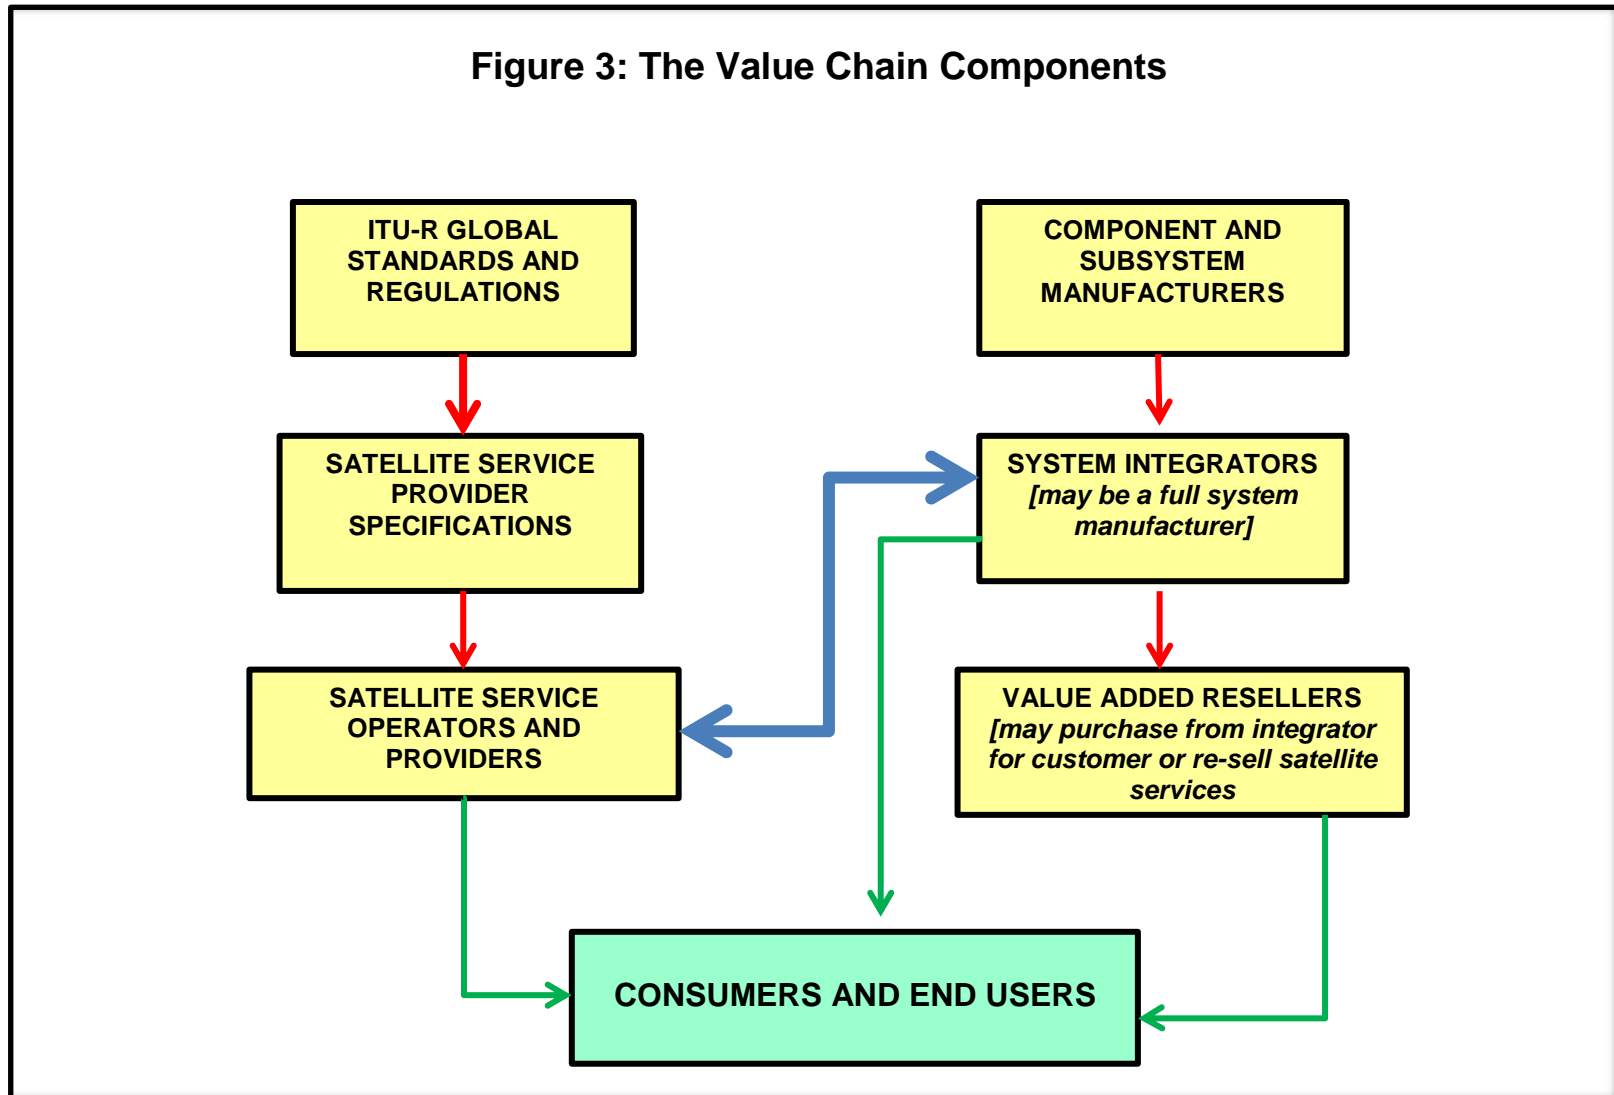 Figure 3: The Value Chain Components
ITU-R GLOBAL
STANDARDS AND
REGULATIONS
COMPONENT AND
SUBSYSTEM
MANUFACTURERS
SATELLITE SERVICE
PROVIDER
SPECIFICATIONS
SYSTEM INTEGRATORS
[may be a full system
manufacturer]
SATELLITE SERVICE
OPERATORS AND
PROVIDERS
VALUE ADDED RESELLERS
[may purchase from integrator
for customer or re-sell satellite
services
CONSUMERS AND END USERS